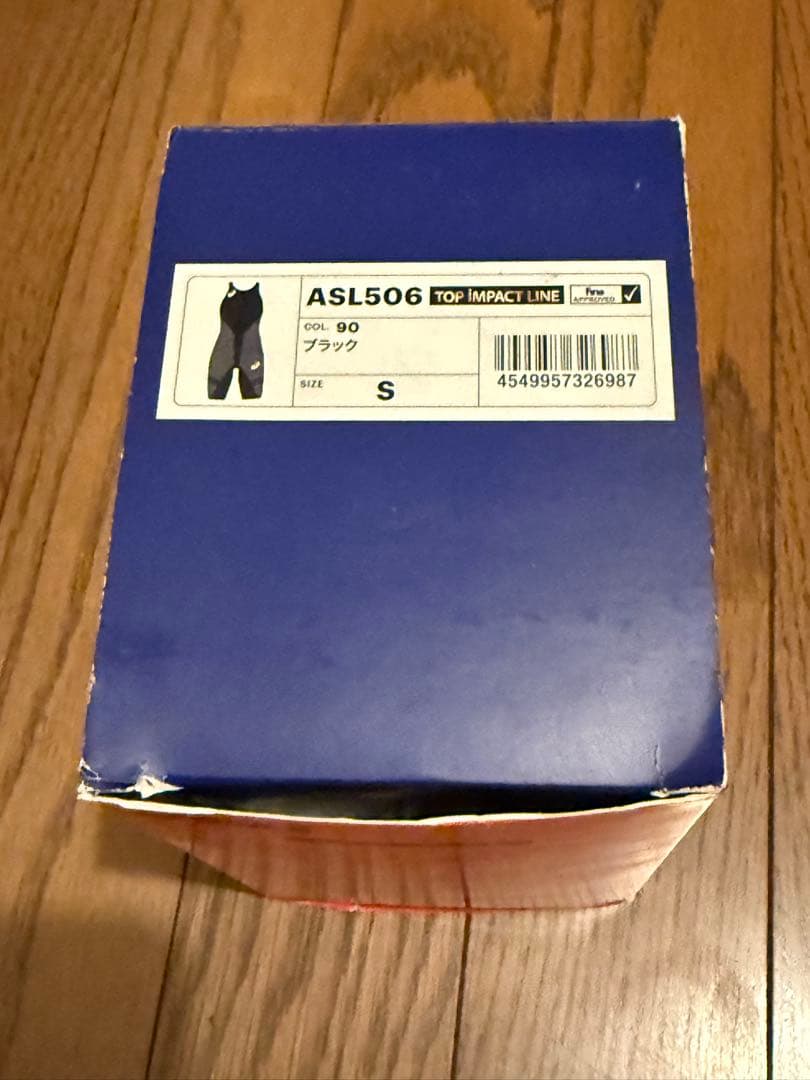 ASL506 TOP IMPACT LINE fina APPROVED
COL. 90
ブラック
SIZE S
4549957326987